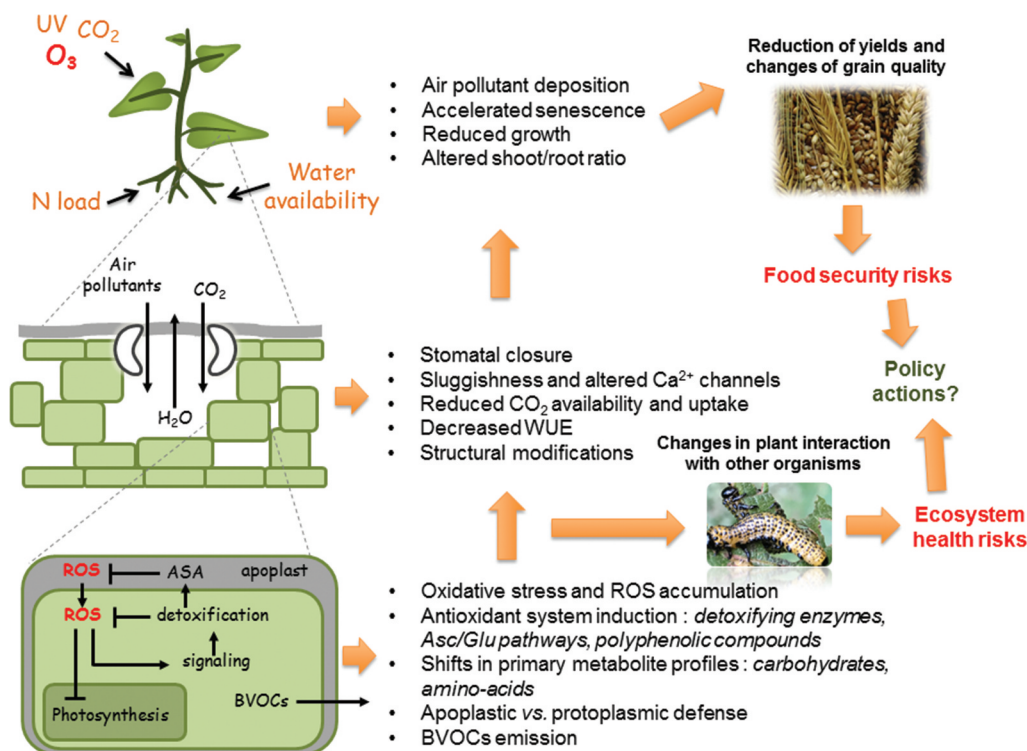 UV CO₂
O₃
N load
Water
availability
• Air pollutant deposition
• Accelerated senescence
• Reduced growth
• Altered shoot/root ratio
Reduction of yields and
changes of grain quality
Food security risks
Policy
actions?
Air
pollutants
CO₂
H₂O
• Stomatal closure
• Sluggishness and altered Ca²⁺ channels
• Reduced CO₂ availability and uptake
• Decreased WUE
• Structural modifications
Changes in plant interaction
with other organisms
Ecosystem
health risks
ROS
ASA
apoplast
ROS
detoxification
signaling
Photosynthesis
BVOCs
• Oxidative stress and ROS accumulation
• Antioxidant system induction : detoxifying enzymes,
Asc/Glu pathways, polyphenolic compounds
• Shifts in primary metabolite profiles : carbohydrates,
amino-acids
• Apoplastic vs. protoplasmic defense
• BVOCs emission